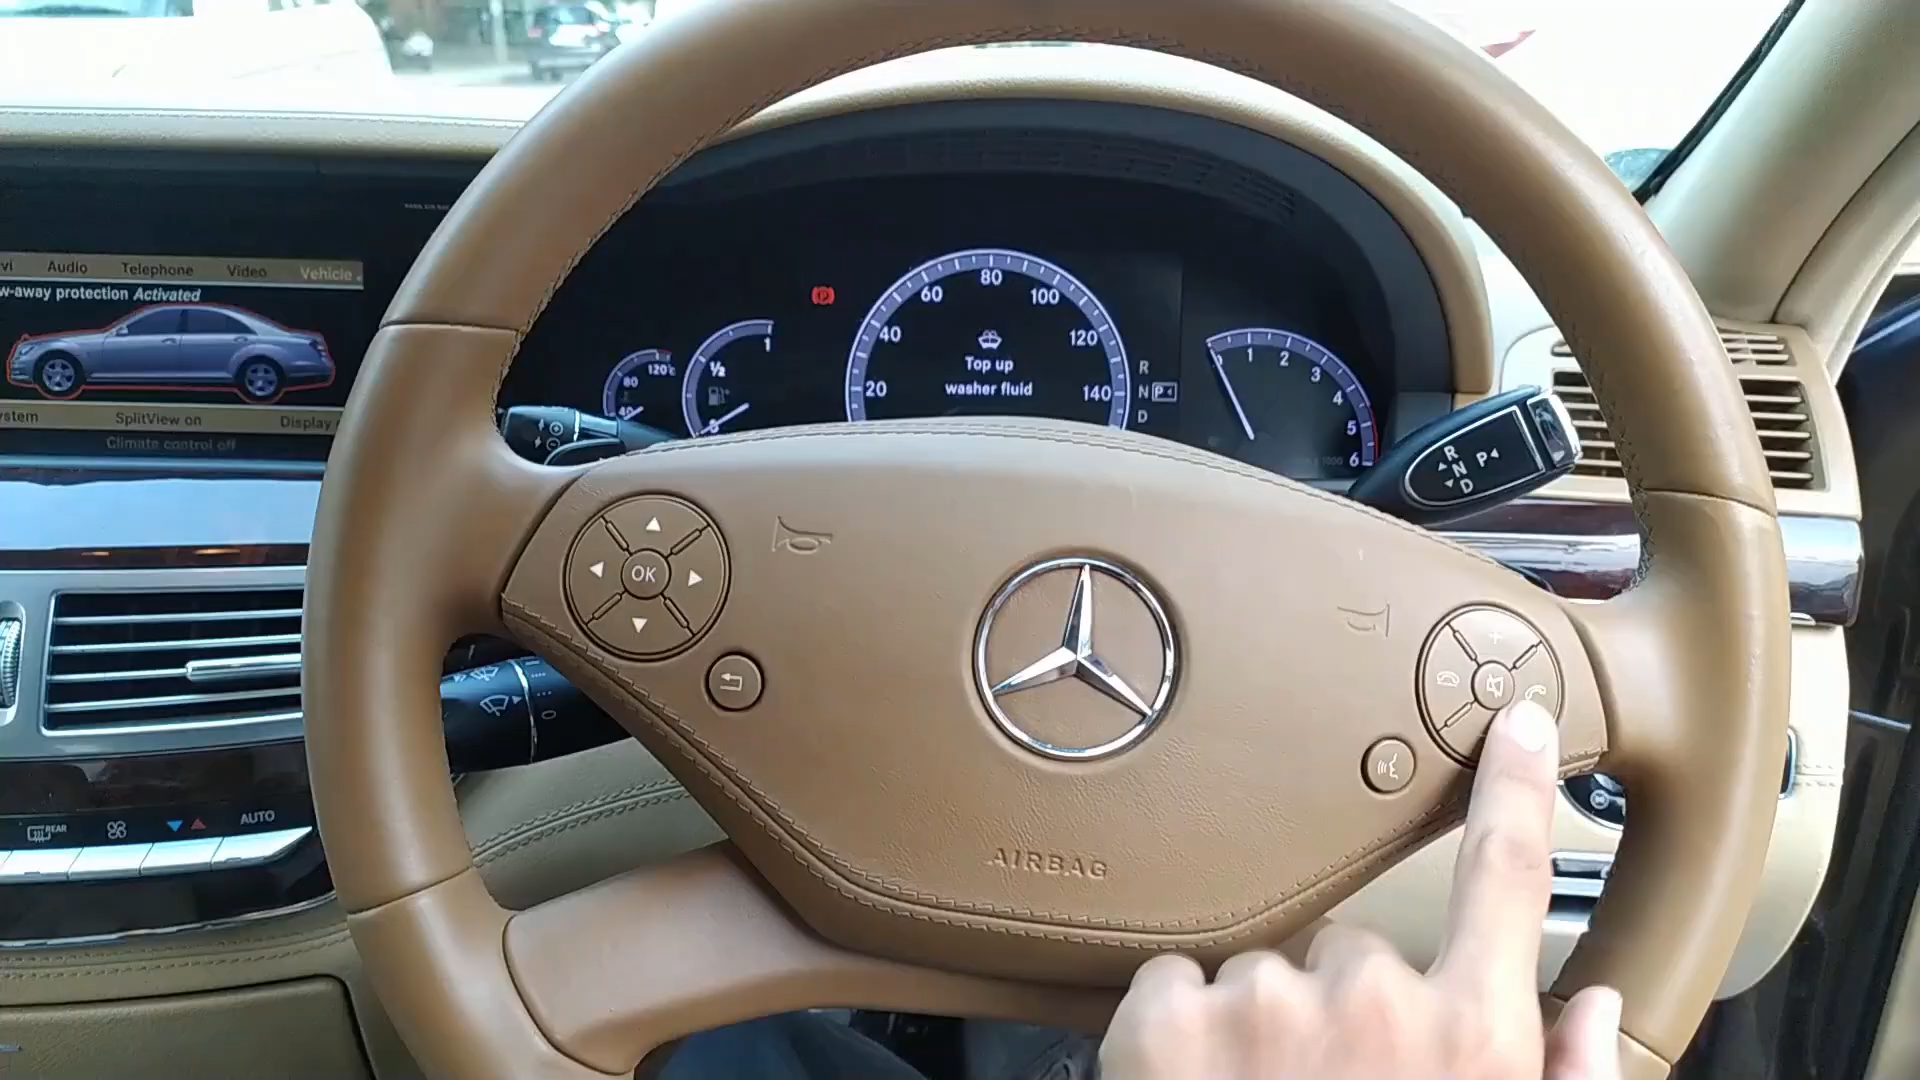 Audio Telephone Video Vehicle
w-away protection Activated
ystem SplitView on Display
Climate control off
80
120°c
40
1
½
0
20 40 60 80 100 120 140
Top up
washer fluid
R
N P
D
1 2 3 4 5 6
R
N P
D
OK
AIRBAG
REAR
AUTO